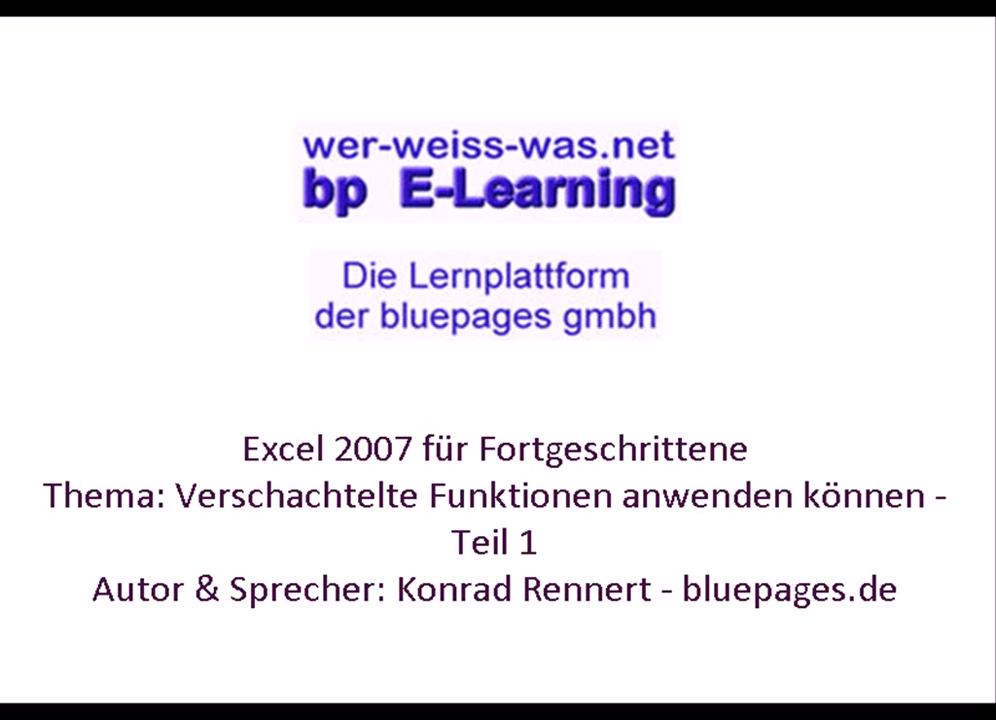 wer-weiss-was.net
bp E-Learning
Die Lernplattform
der bluepages gmbh
Excel 2007 für Fortgeschrittene
Thema: Verschachtelte Funktionen anwenden können -
Teil 1
Autor & Sprecher: Konrad Rennert - bluepages.de